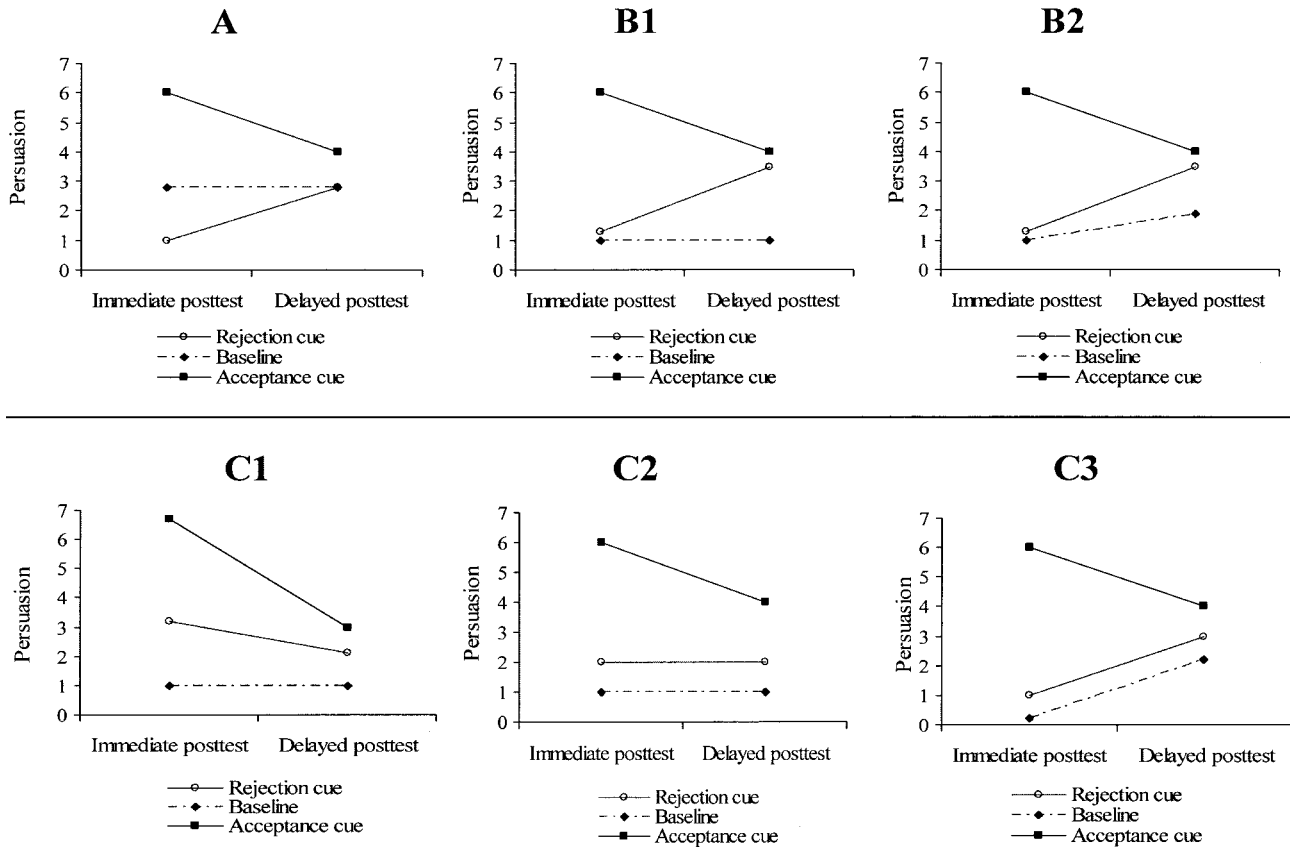 A
B1
B2
Persuasion
7
6
5
4
3
2
1
0
Immediate posttest Delayed posttest
Rejection cue
Baseline
Acceptance cue
Persuasion
7
6
5
4
3
2
1
0
Immediate posttest Delayed posttest
Rejection cue
Baseline
Acceptance cue
Persuasion
7
6
5
4
3
2
1
0
Immediate posttest Delayed posttest
Rejection cue
Baseline
Acceptance cue
C1
C2
C3
Persuasion
7
6
5
4
3
2
1
0
Immediate posttest Delayed posttest
Rejection cue
Baseline
Acceptance cue
Persuasion
7
6
5
4
3
2
1
0
Immediate posttest Delayed posttest
Rejection cue
Baseline
Acceptance cue
Persuasion
7
6
5
4
3
2
1
0
Immediate posttest Delayed posttest
Rejection cue
Baseline
Acceptance cue